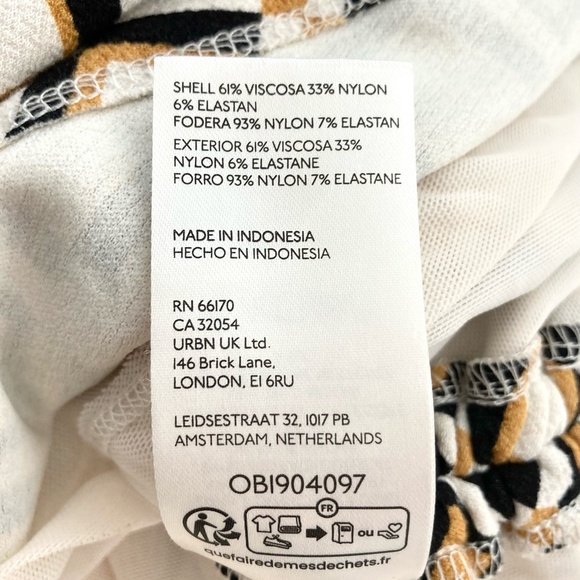 SHELL 61% VISCOSA 33% NYLON
6% ELASTAN
FODERA 93% NYLON 7% ELASTAN
EXTERIOR 61% VISCOSA 33%
NYLON 6% ELASTANE
FORRO 93% NYLON 7% ELASTANE
MADE IN INDONESIA
HECHO EN INDONESIA
RN 66170
CA 32054
URBN UK Ltd.
146 Brick Lane,
LONDON, E1 6RU
LEIDSESTRAAT 32, 1017 PB
AMSTERDAM, NETHERLANDS
OB1904097
FR
ou
quefairedemesdechets.fr